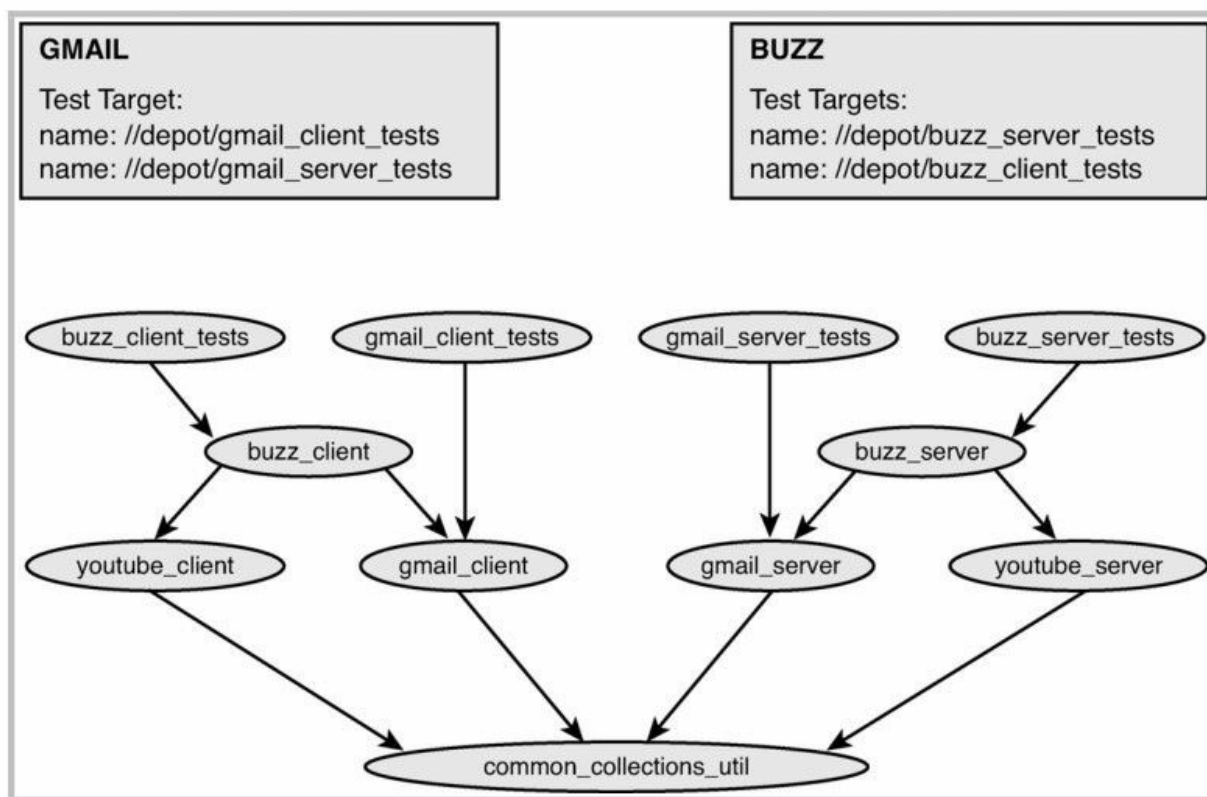 GMAIL
Test Target:
name: //depot/gmail_client_tests
name: //depot/gmail_server_tests
BUZZ
Test Targets:
name: //depot/buzz_server_tests
name: //depot/buzz_client_tests
buzz_client_tests
gmail_client_tests
gmail_server_tests
buzz_server_tests
buzz_client
buzz_server
youtube_client
gmail_client
gmail_server
youtube_server
common_collections_util